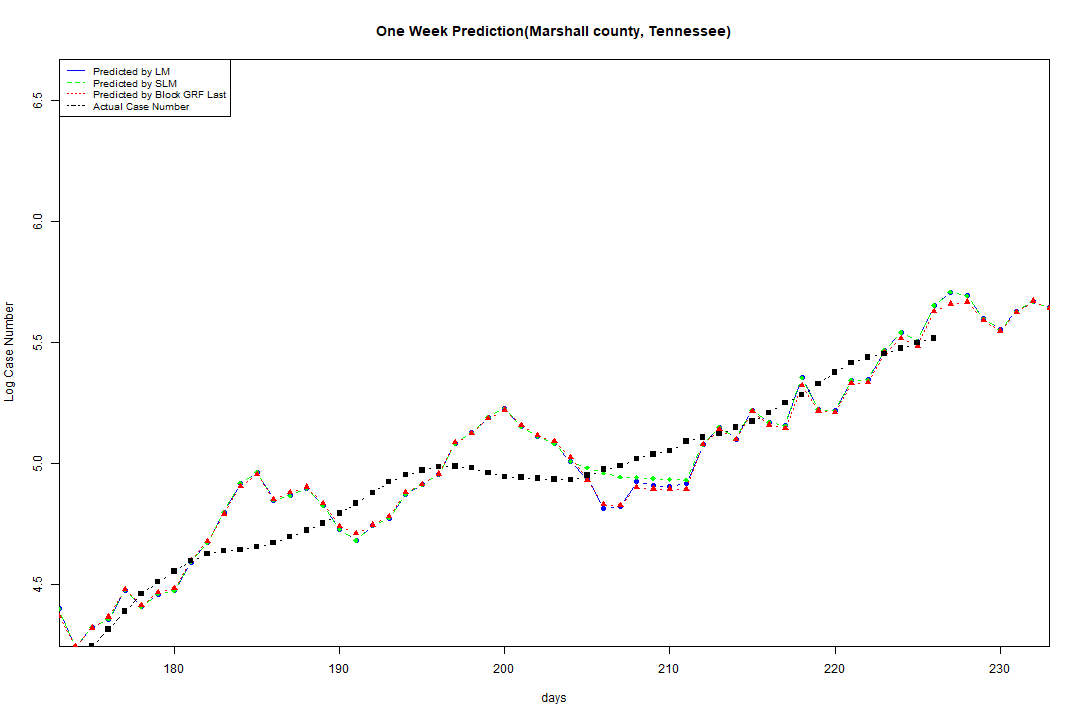 One Week Prediction(Marshall county, Tennessee)
Predicted by LM
Predicted by SLM
Predicted by Block GRF Last
Actual Case Number
6.5
6.0
5.5
5.0
4.5
Log Case Number
180 190 200 210 220 230
days